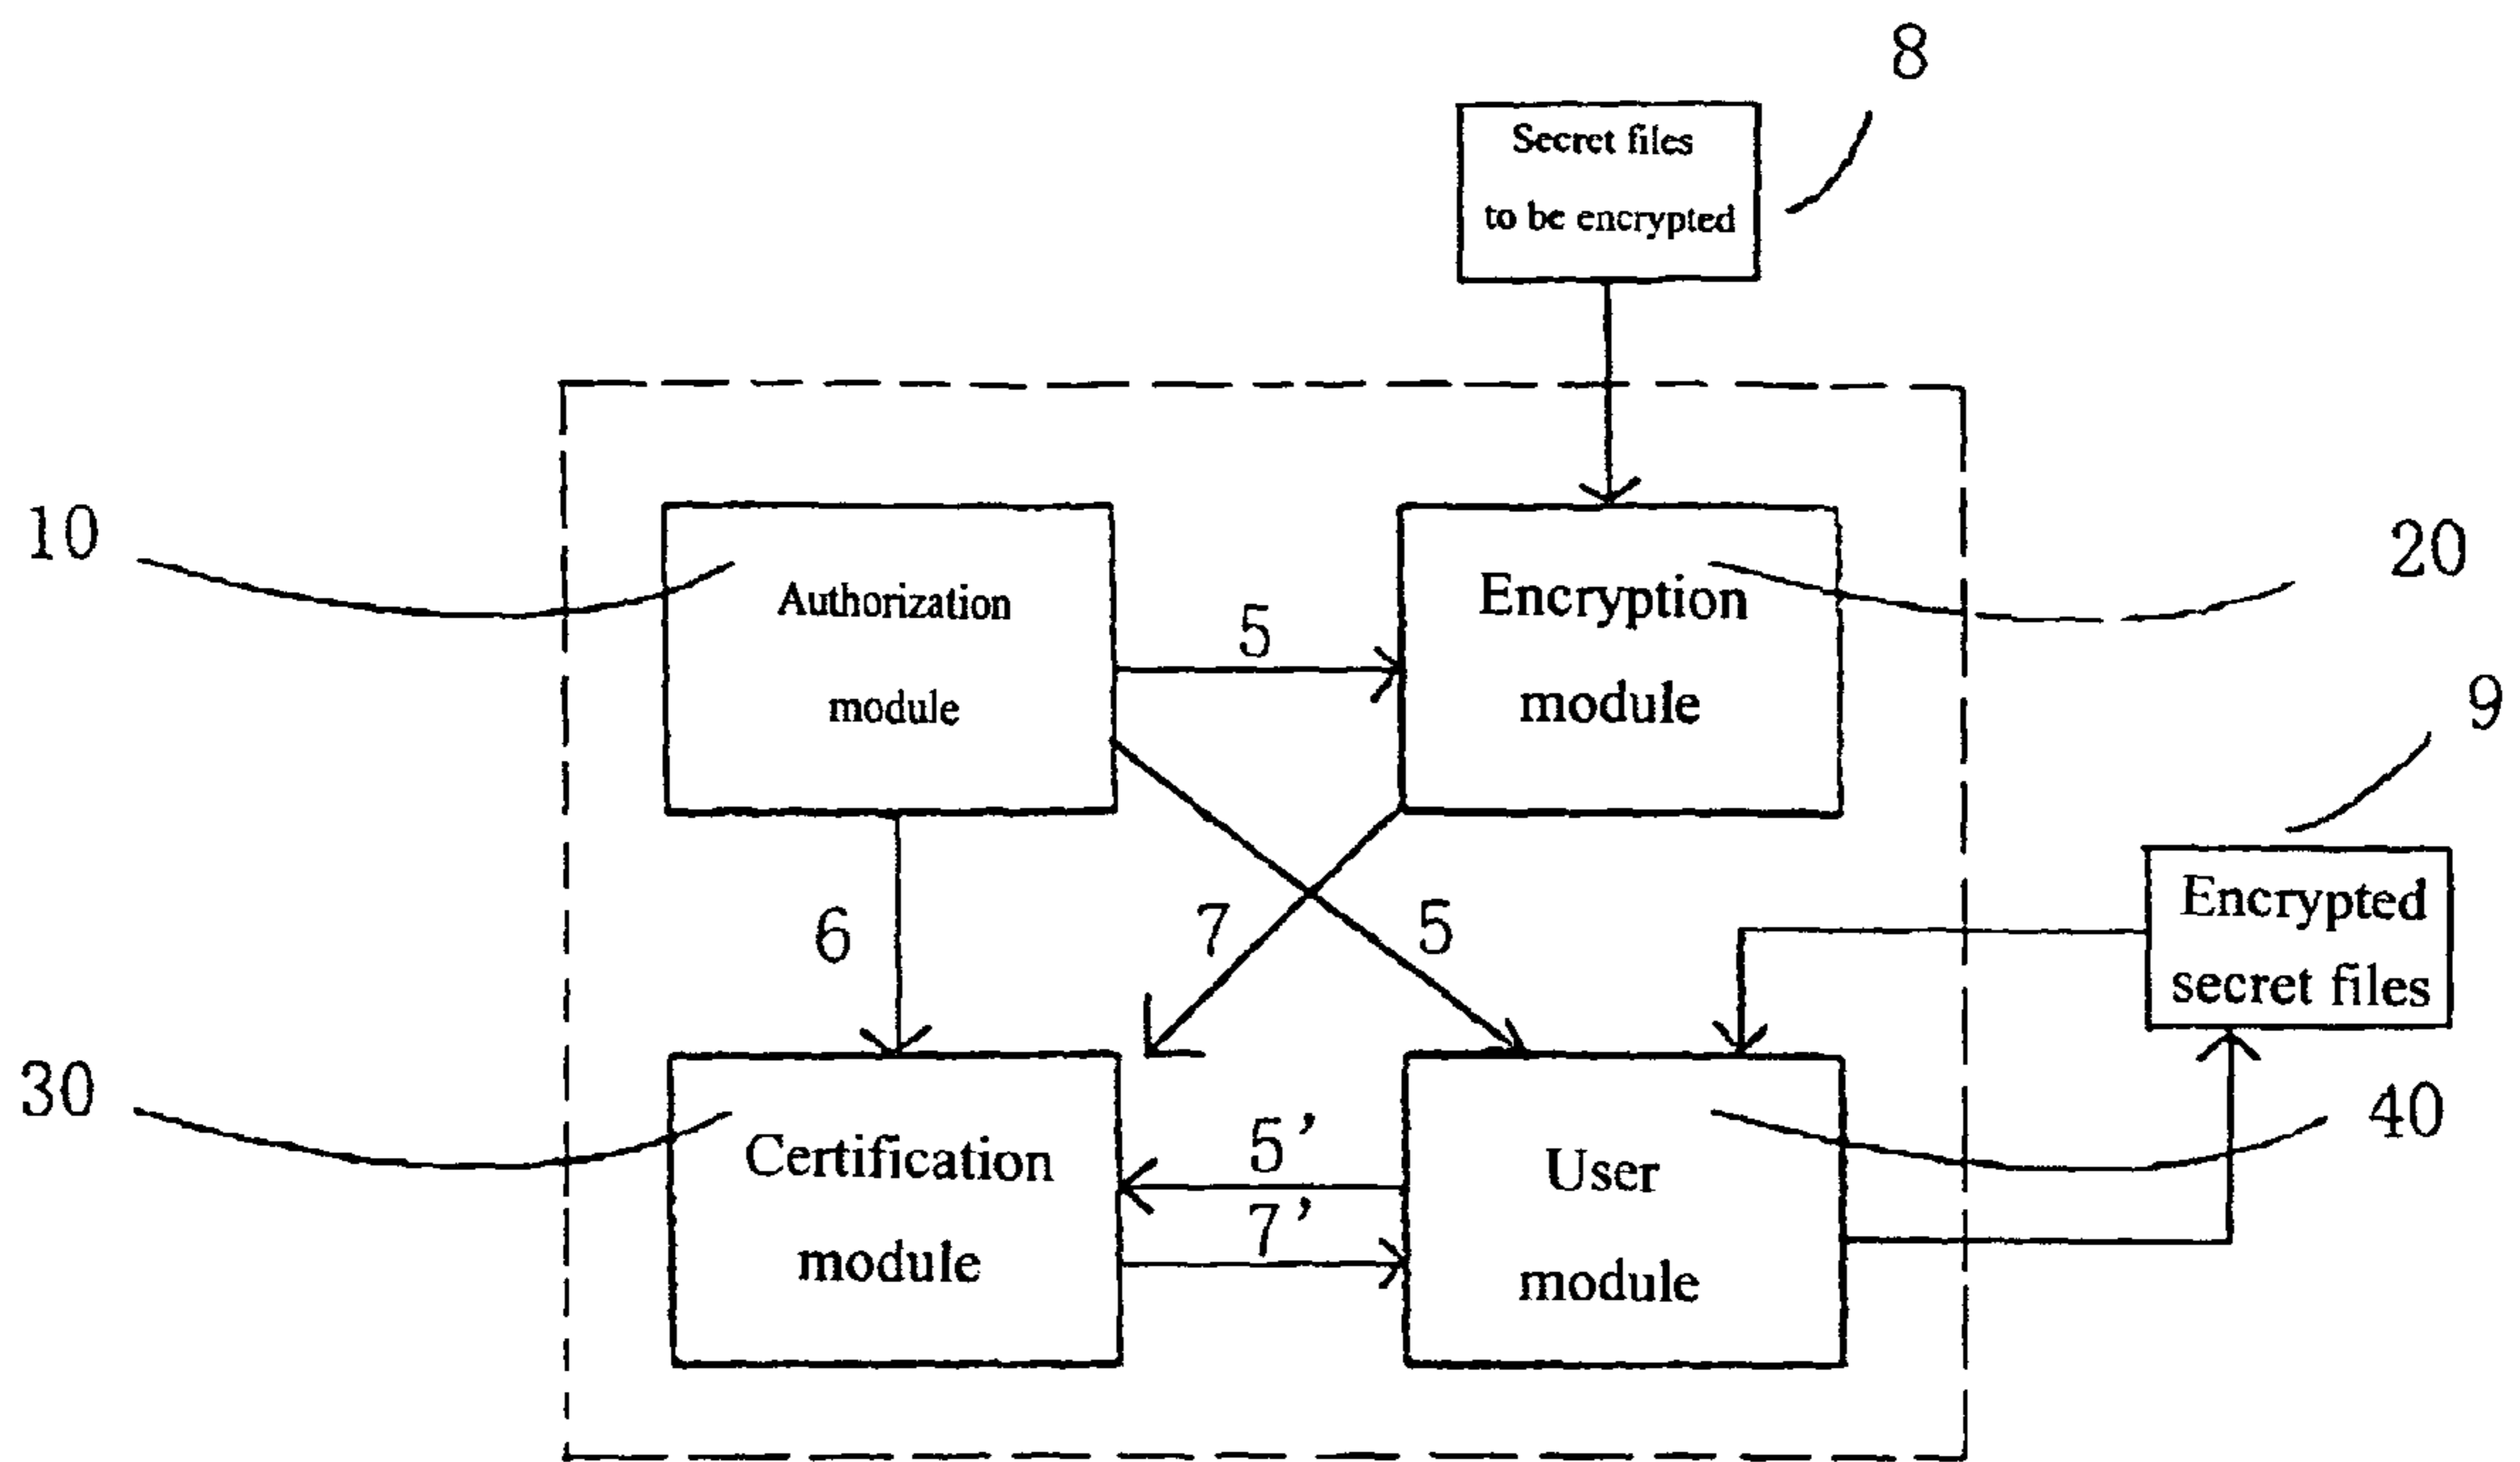 8
Secret files
to be encrypted
10
Authorization
module
5
Encryption
module
20
9
6
7
5
Encrypted
secret files
30
Certification
module
5'
7'
User
module
40